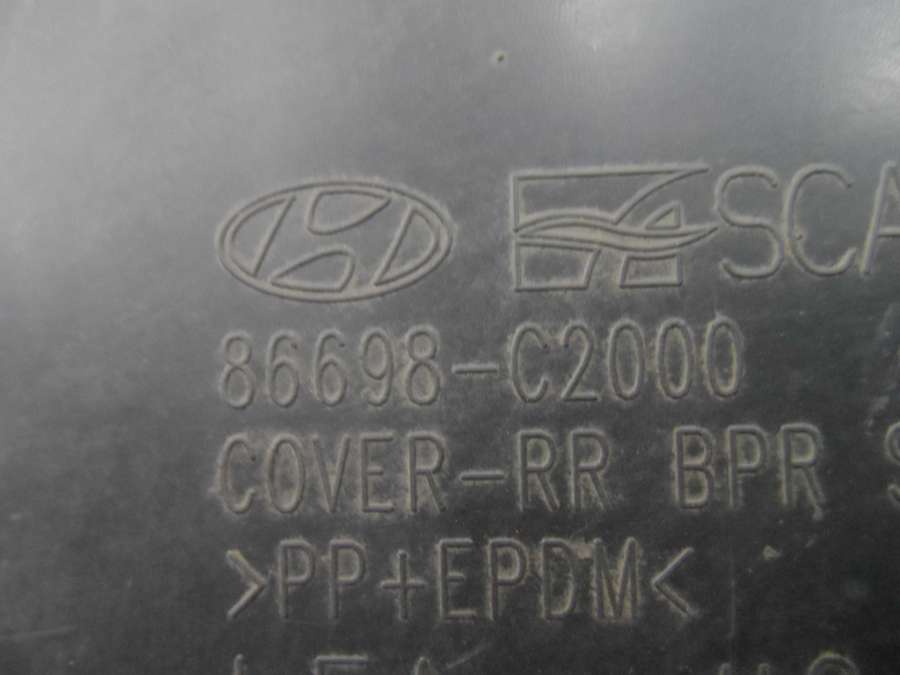 SCA
86698-C2000
COVER-RR BPR S
>PP+EPDM<